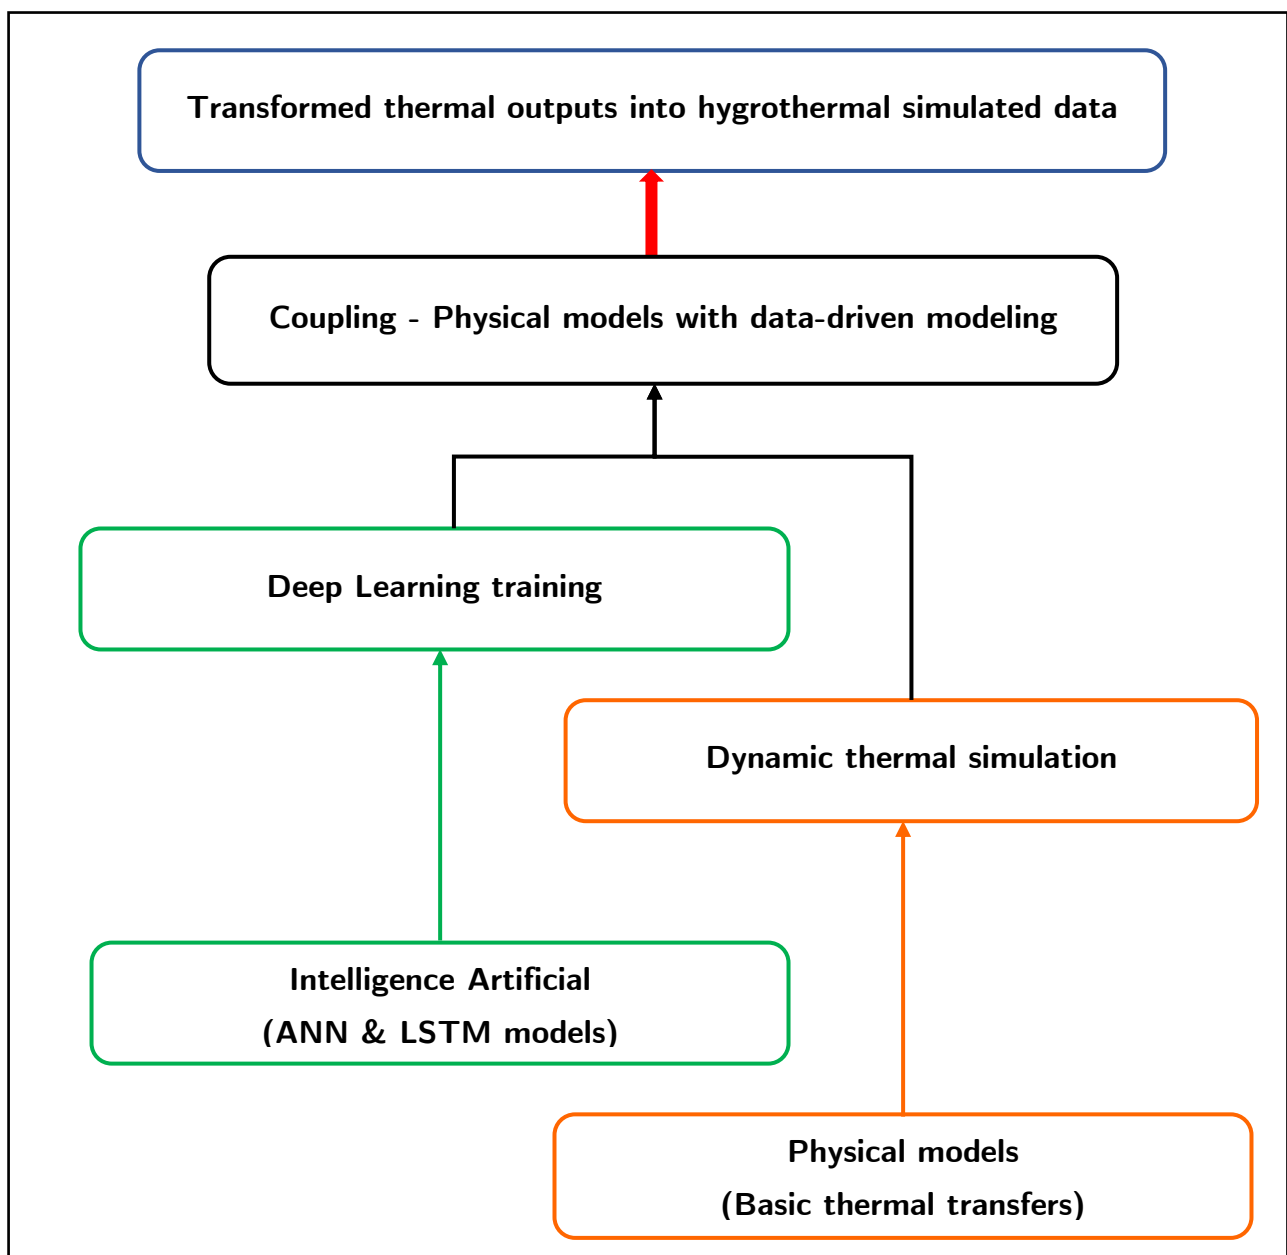 Transformed thermal outputs into hygrothermal simulated data
Coupling - Physical models with data-driven modeling
Deep Learning training
Dynamic thermal simulation
Intelligence Artificial
(ANN & LSTM models)
Physical models
(Basic thermal transfers)